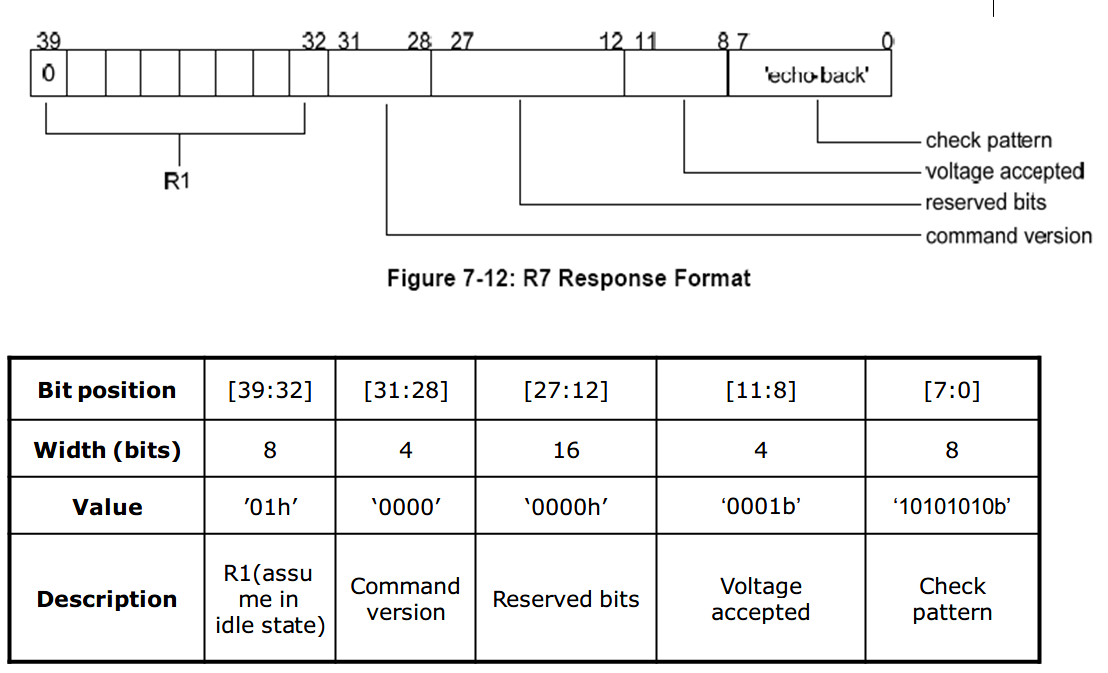 39 32 31 28 27 12 11 8 7 0
0 'echo-back'
check pattern
voltage accepted
R1
reserved bits
command version
Figure 7-12: R7 Response Format
Bit position [39:32] [31:28] [27:12] [11:8] [7:0]
Width (bits) 8 4 16 4 8
Value ’01h’ ‘0000’ ‘0000h’ ‘0001b’ ‘10101010b’
Description R1(assu
me in
idle state) Command
version Reserved bits Voltage
accepted Check
pattern